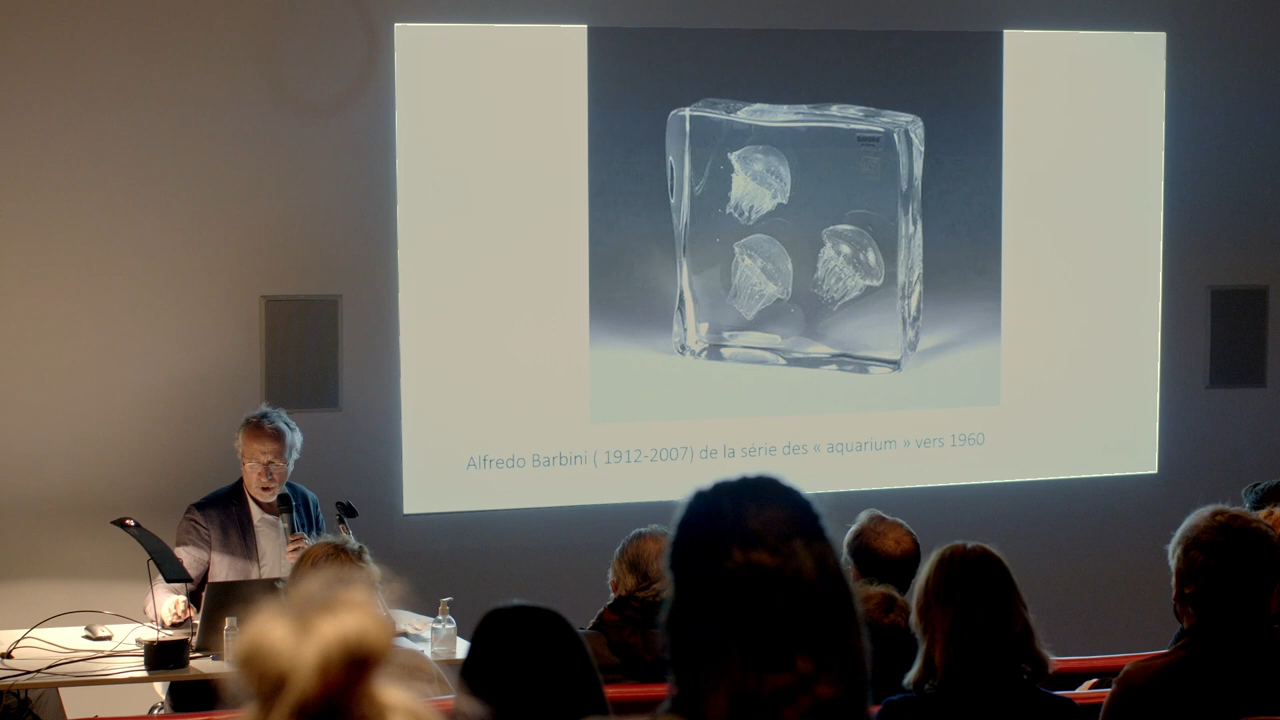 Alfredo Barbini ( 1912-2007) de la série des « aquarium » vers 1960